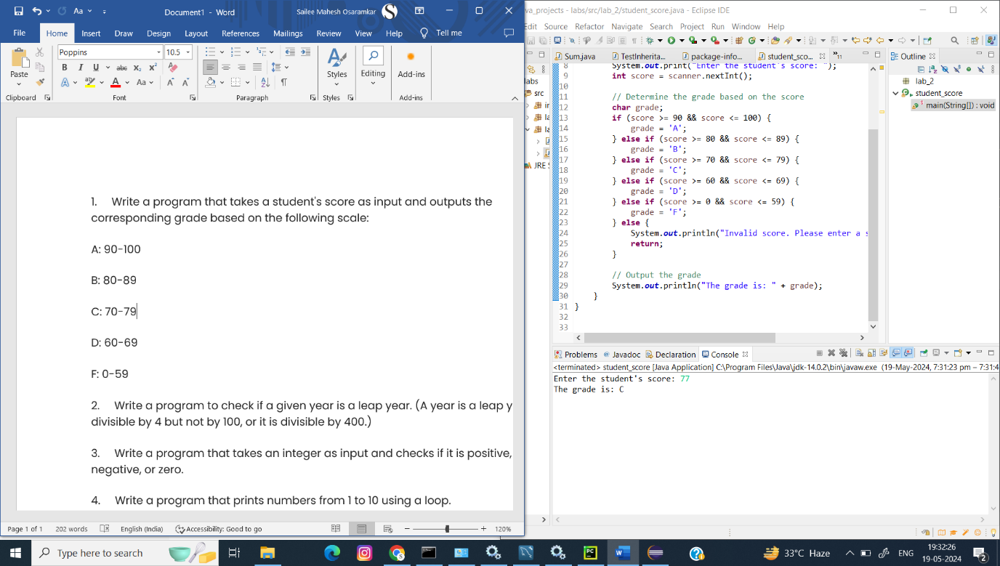 Aa
Document1 - Word
Sailee Mahesh Osaramkar
File Home Insert Draw Design Layout References Mailings Review View Help Tell me
Paste
Poppins 10.5
B I U abc X₂ X²
A A Aa A A
Styles
Editing
Add-ins
Clipboard Font Paragraph Styles Add-ins
1. Write a program that takes a student's score as input and outputs the
corresponding grade based on the following scale:
A: 90-100
B: 80-89
C: 70-79
D: 60-69
F: 0-59
2. Write a program to check if a given year is a leap year. (A year is a leap y
divisible by 4 but not by 100, or it is divisible by 400.)
3. Write a program that takes an integer as input and checks if it is positive,
negative, or zero.
4. Write a program that prints numbers from 1 to 10 using a loop.
Page 1 of 1 202 words English (India) Accessibility: Good to go 120%
va_projects - labs/src/lab_2/student_score.java - Eclipse IDE
Edit Source Refactor Navigate Search Project Run Window Help
Sum.java TestInherita... package-info... student_sco... »11
labs
src
JRE S
8 System.out.print("Enter the student's score: ");
9 int score = scanner.nextInt();
10
11 // Determine the grade based on the score
12 char grade;
13 if (score >= 90 && score <= 100) {
14 grade = 'A';
15 } else if (score >= 80 && score <= 89) {
16 grade = 'B';
17 } else if (score >= 70 && score <= 79) {
18 grade = 'C';
19 } else if (score >= 60 && score <= 69) {
20 grade = 'D';
21 } else if (score >= 0 && score <= 59) {
22 grade = 'F';
23 } else {
24 System.out.println("Invalid score. Please enter a s
25 return;
26 }
27
28 // Output the grade
29 System.out.println("The grade is: " + grade);
30 }
31 }
32
33
Outline
lab_2
student_score
main(String[]) : void
Problems Javadoc Declaration Console
<terminated> student_score [Java Application] C:\Program Files\Java\jdk-14.0.2\bin\javaw.exe (19-May-2024, 7:31:23 pm – 7:31:4
Enter the student's score: 77
The grade is: C
Type here to search
33°C Haze
ENG
19:32:26
19-05-2024
2